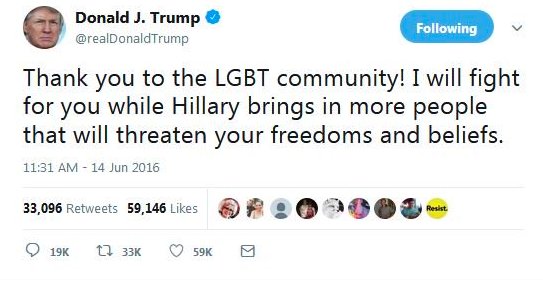 Donald J. Trump
@realDonaldTrump
Following
Thank you to the LGBT community! I will fight
for you while Hillary brings in more people
that will threaten your freedoms and beliefs.
11:31 AM - 14 Jun 2016
33,096 Retweets 59,146 Likes
Resist.
19K 33K 59K